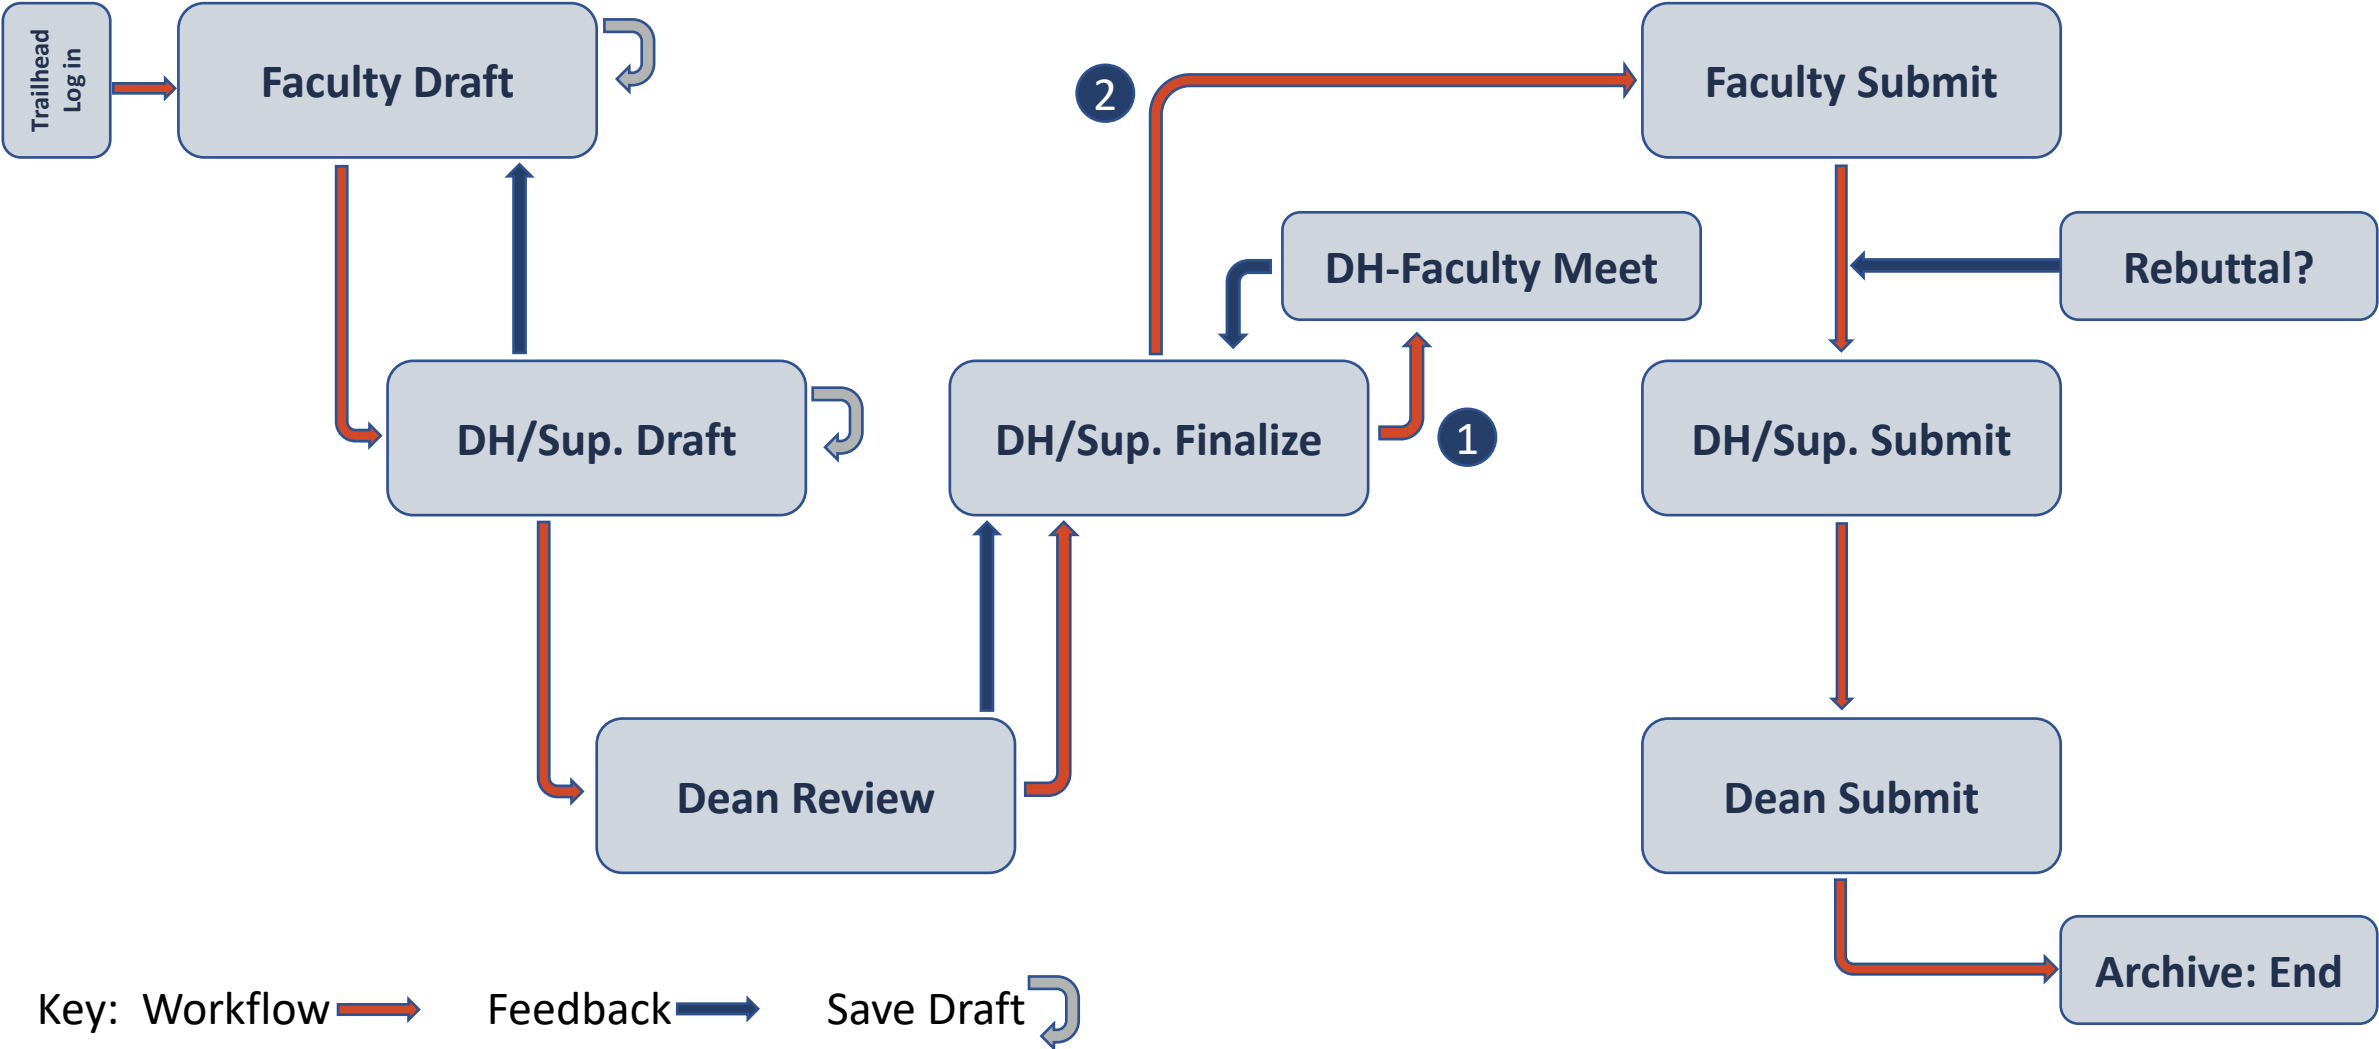 Trailhead
Log in
Faculty Draft
2
Faculty Submit
DH-Faculty Meet
Rebuttal?
DH/Sup. Draft
DH/Sup. Finalize
1
DH/Sup. Submit
Dean Review
Dean Submit
Archive: End
Key: Workflow Feedback Save Draft